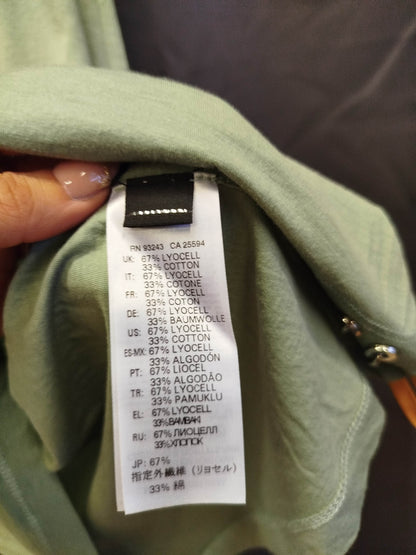 RN 93243 CA 25594
UK: 67% LYOCELL
33% COTTON
IT: 67% LYOCELL
33% COTONE
FR: 67% LYOCELL
33% COTON
DE: 67% LYOCELL
33% BAUMWOLLE
US: 67% LYOCELL
33% COTTON
ES-MX: 67% LYOCELL
33% ALGODÓN
PT: 67% LIOCEL
33% ALGODÃO
TR: 67% LYOCELL
33% PAMUKLU
EL: 67% LYOCELL
33% BAMBAKI
RU: 67% ЛИОЦЕЛЛ
33% ХЛОПОК
JP: 67%
指定外繊維 (リヨセル)
33% 綿